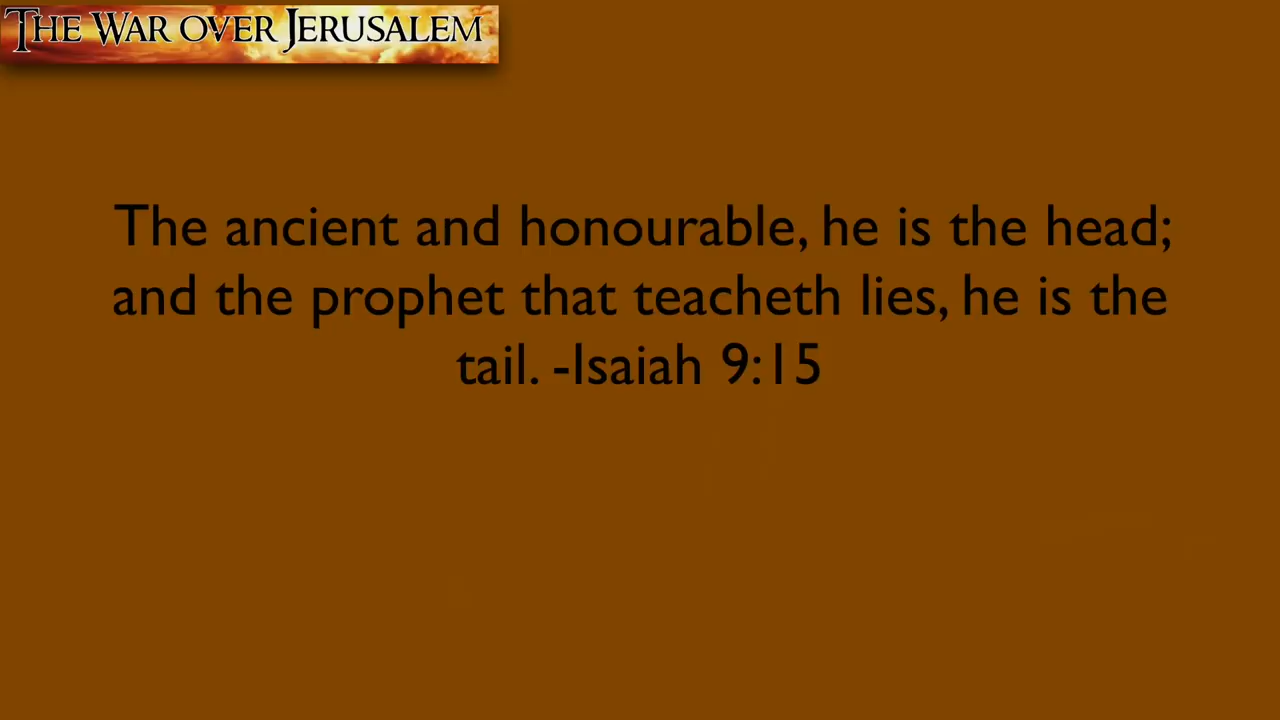 The War over Jerusalem
The ancient and honourable, he is the head;
and the prophet that teacheth lies, he is the
tail. -Isaiah 9:15